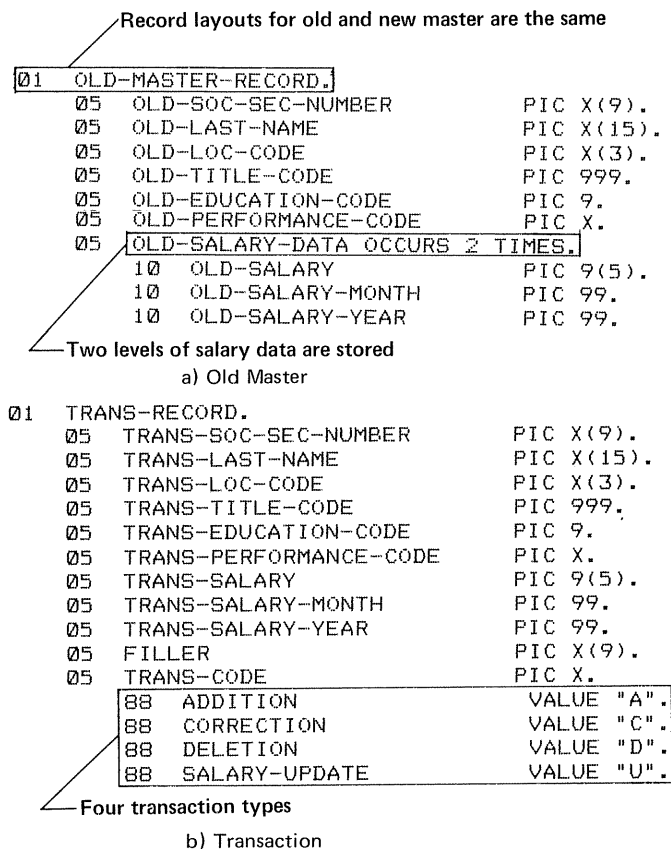 Record layouts for old and new master are the same
01 OLD-MASTER-RECORD.
05 OLD-SOC-SEC-NUMBER PIC X(9).
05 OLD-LAST-NAME PIC X(15).
05 OLD-LOC-CODE PIC X(3).
05 OLD-TITLE-CODE PIC 999.
05 OLD-EDUCATION-CODE PIC 9.
05 OLD-PERFORMANCE-CODE PIC X.
05 OLD-SALARY-DATA OCCURS 2 TIMES.
10 OLD-SALARY PIC 9(5).
10 OLD-SALARY-MONTH PIC 99.
10 OLD-SALARY-YEAR PIC 99.
Two levels of salary data are stored
a) Old Master
01 TRANS-RECORD.
05 TRANS-SOC-SEC-NUMBER PIC X(9).
05 TRANS-LAST-NAME PIC X(15).
05 TRANS-LOC-CODE PIC X(3).
05 TRANS-TITLE-CODE PIC 999.
05 TRANS-EDUCATION-CODE PIC 9.
05 TRANS-PERFORMANCE-CODE PIC X.
05 TRANS-SALARY PIC 9(5).
05 TRANS-SALARY-MONTH PIC 99.
05 TRANS-SALARY-YEAR PIC 99.
05 FILLER PIC X(9).
05 TRANS-CODE PIC X.
88 ADDITION VALUE "A".
88 CORRECTION VALUE "C".
88 DELETION VALUE "D".
88 SALARY-UPDATE VALUE "U".
Four transaction types
b) Transaction